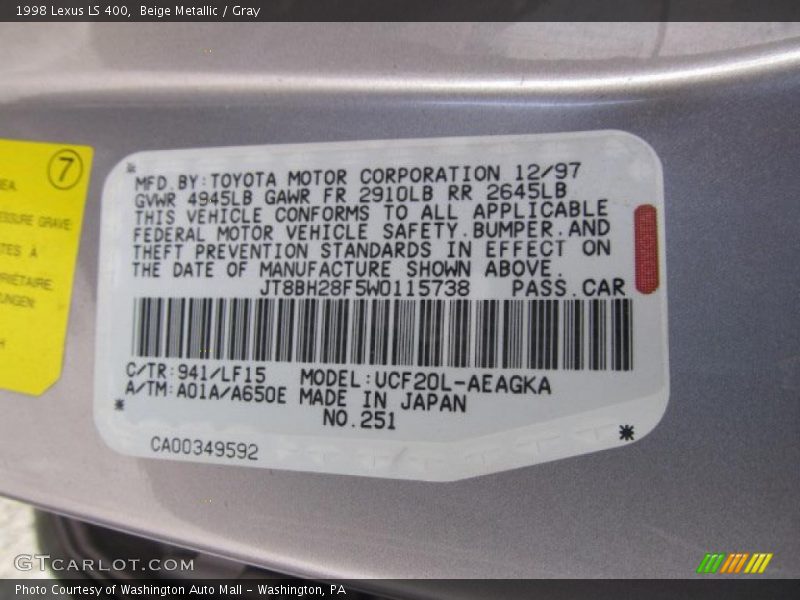 1998 Lexus LS 400, Beige Metallic / Gray
7
ESSURE GRAVE
TES À
MFD.BY:TOYOTA MOTOR CORPORATION 12/97
GVWR 4945LB GAWR FR 2910LB RR 2645LB
THIS VEHICLE CONFORMS TO ALL APPLICABLE
FEDERAL MOTOR VEHICLE SAFETY.BUMPER.AND
THEFT PREVENTION STANDARDS IN EFFECT ON
THE DATE OF MANUFACTURE SHOWN ABOVE.
JT8BH28F5W0115738 PASS.CAR
C/TR:941/LF15 MODEL:UCF20L-AEAGKA
A/TM:A01A/A650E MADE IN JAPAN
NO.251
CA00349592
GTCARLOT.COM
Photo Courtesy of Washington Auto Mall - Washington, PA